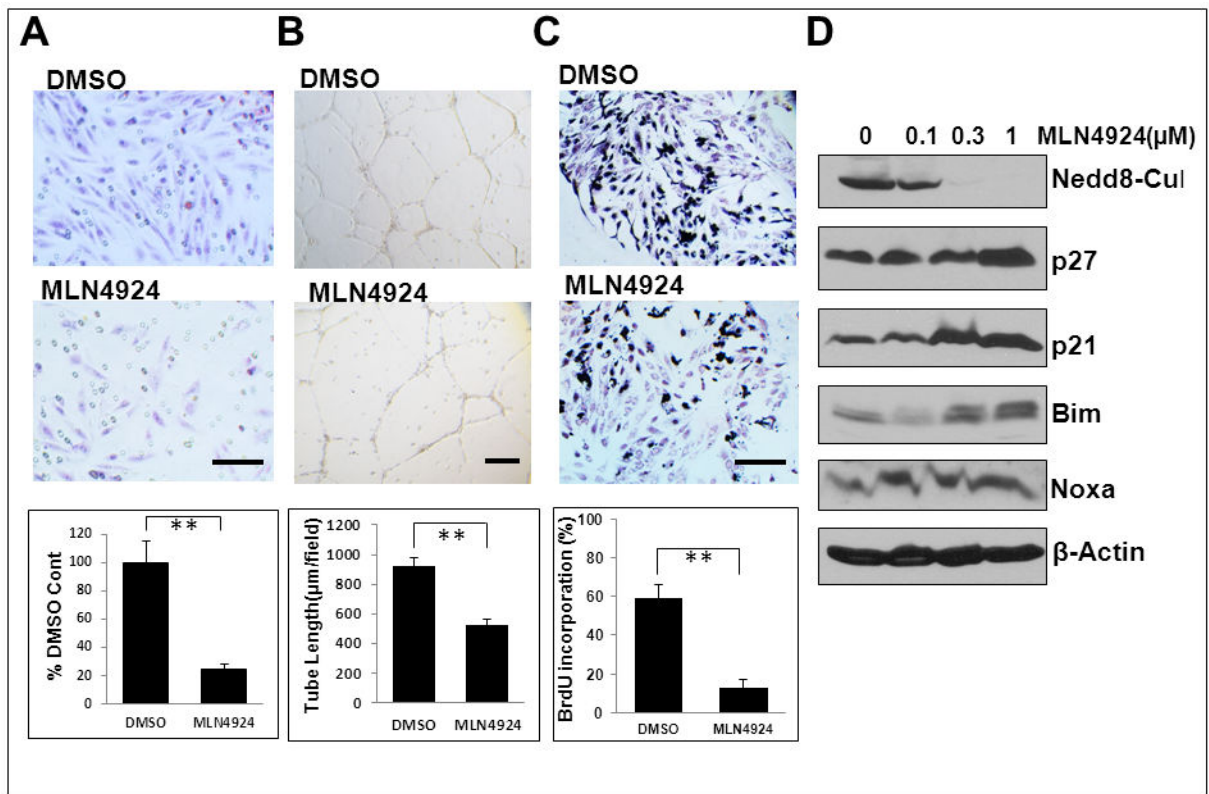 A
B
C
D
DMSO
DMSO
DMSO
MLN4924
MLN4924
MLN4924
0 0.1 0.3 1 MLN4924(μM)
Nedd8-Cul
p27
p21
Bim
Noxa
β-Actin
% DMSO Cont
120
100
80
60
40
20
0
**
DMSO MLN4924
Tube Length(μm/field)
1200
1000
800
600
400
200
0
**
DMSO MLN4924
BrdU incorporation (%)
100
80
60
40
20
0
**
DMSO MLN4924